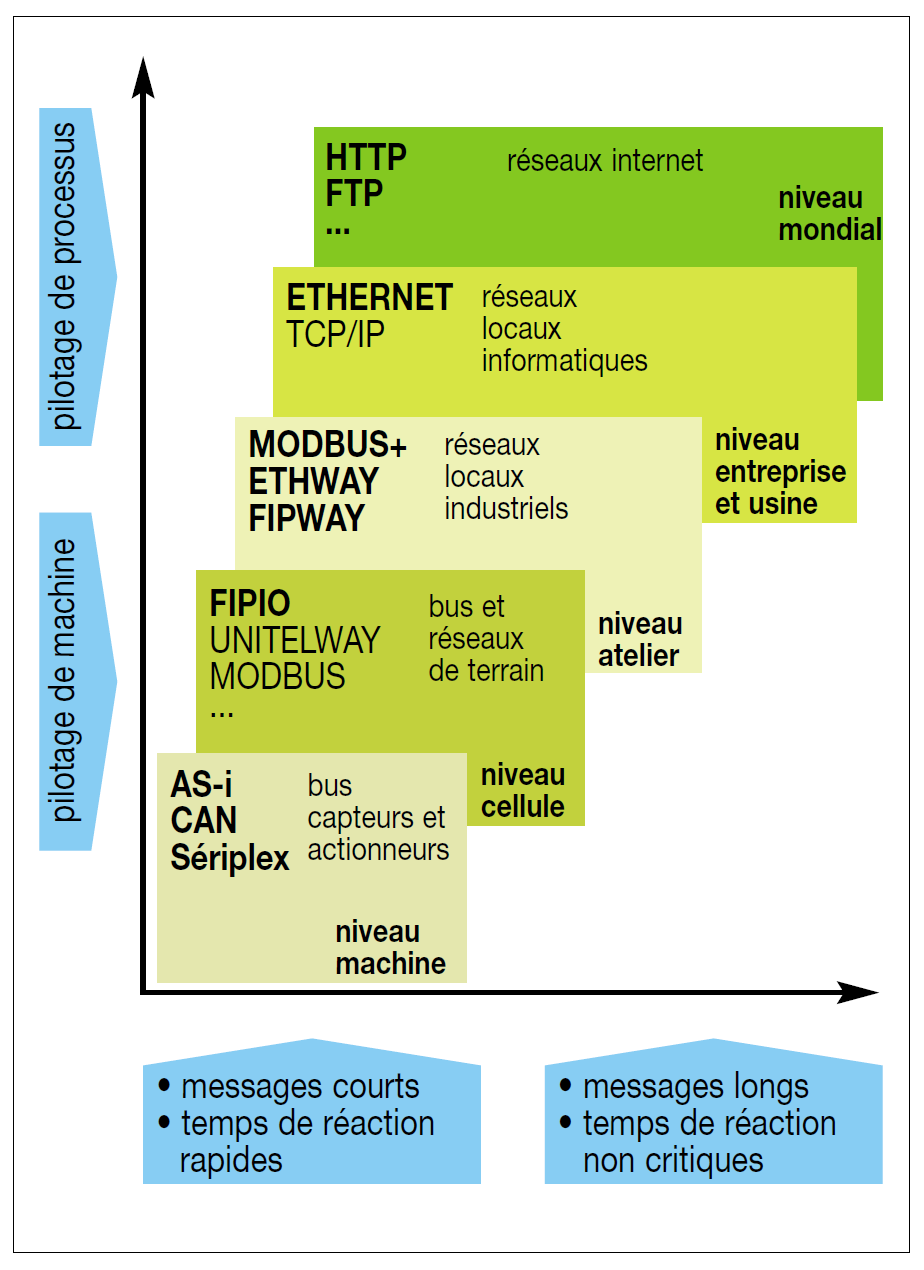 pilotage de processus
HTTP
FTP
...
réseaux internet
niveau
mondial
ETHERNET
TCP/IP
réseaux
locaux
informatiques
niveau
entreprise
et usine
MODBUS+
ETHWAY
FIPWAY
réseaux
locaux
industriels
niveau
atelier
pilotage de machine
FIPIO
UNITELWAY
MODBUS
...
bus et
réseaux
de terrain
niveau
cellule
AS-i
CAN
Sériplex
bus
capteurs et
actionneurs
niveau
machine
• messages courts
• temps de réaction
rapides
• messages longs
• temps de réaction
non critiques